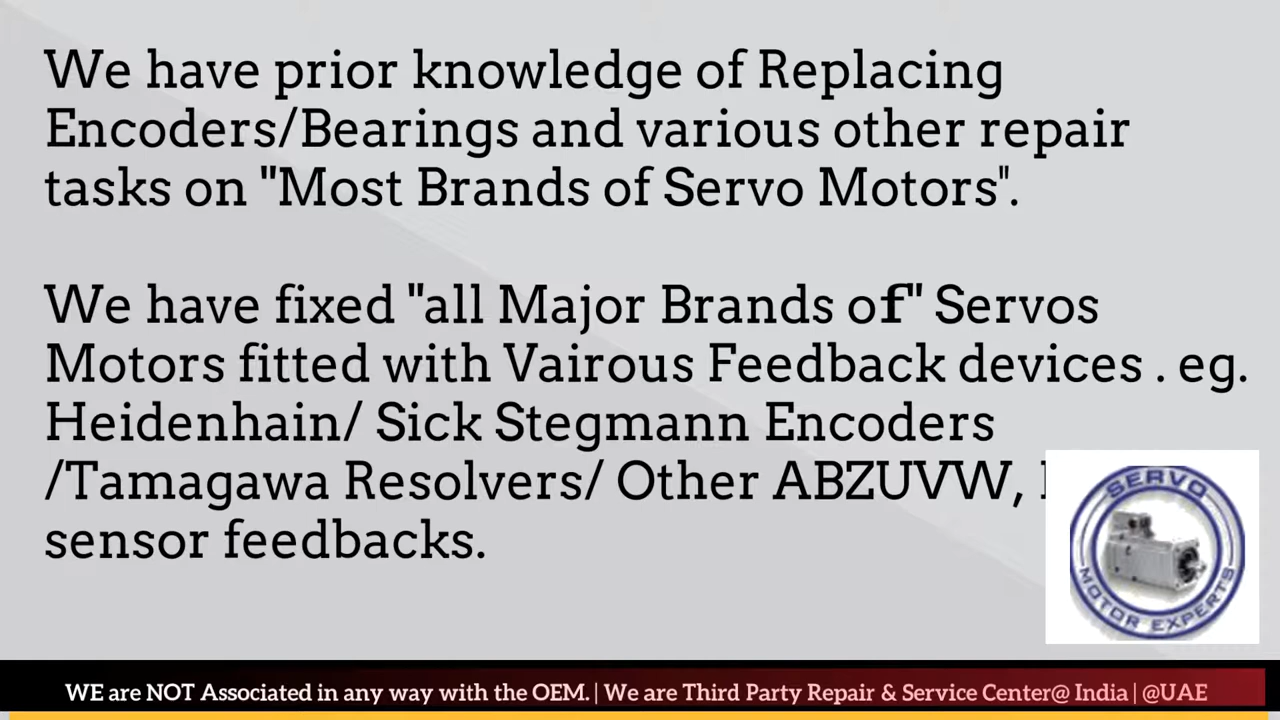 We have prior knowledge of Replacing
Encoders/Bearings and various other repair
tasks on "Most Brands of Servo Motors".
We have fixed "all Major Brands of" Servos
Motors fitted with Vairous Feedback devices . eg.
Heidenhain/ Sick Stegmann Encoders
/Tamagawa Resolvers/ Other ABZUVW,
sensor feedbacks.
SERVO
MOTOR EXPERTS
WE are NOT Associated in any way with the OEM. | We are Third Party Repair & Service Center@ India | @UAE